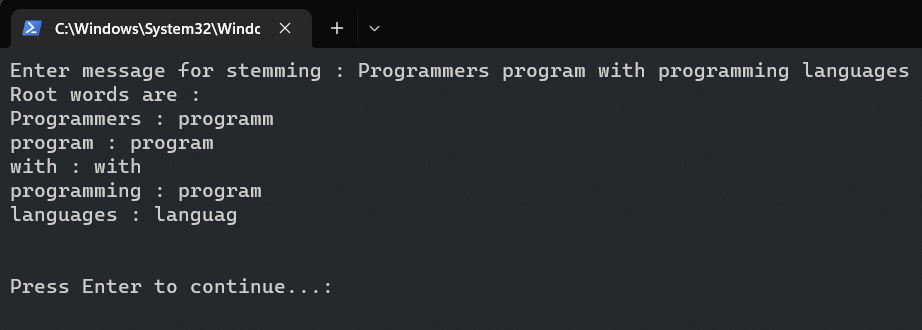 C:\Windows\System32\Windc
Enter message for stemming : Programmers program with programming languages
Root words are :
Programmers : programm
program : program
with : with
programming : program
languages : languag
Press Enter to continue...: